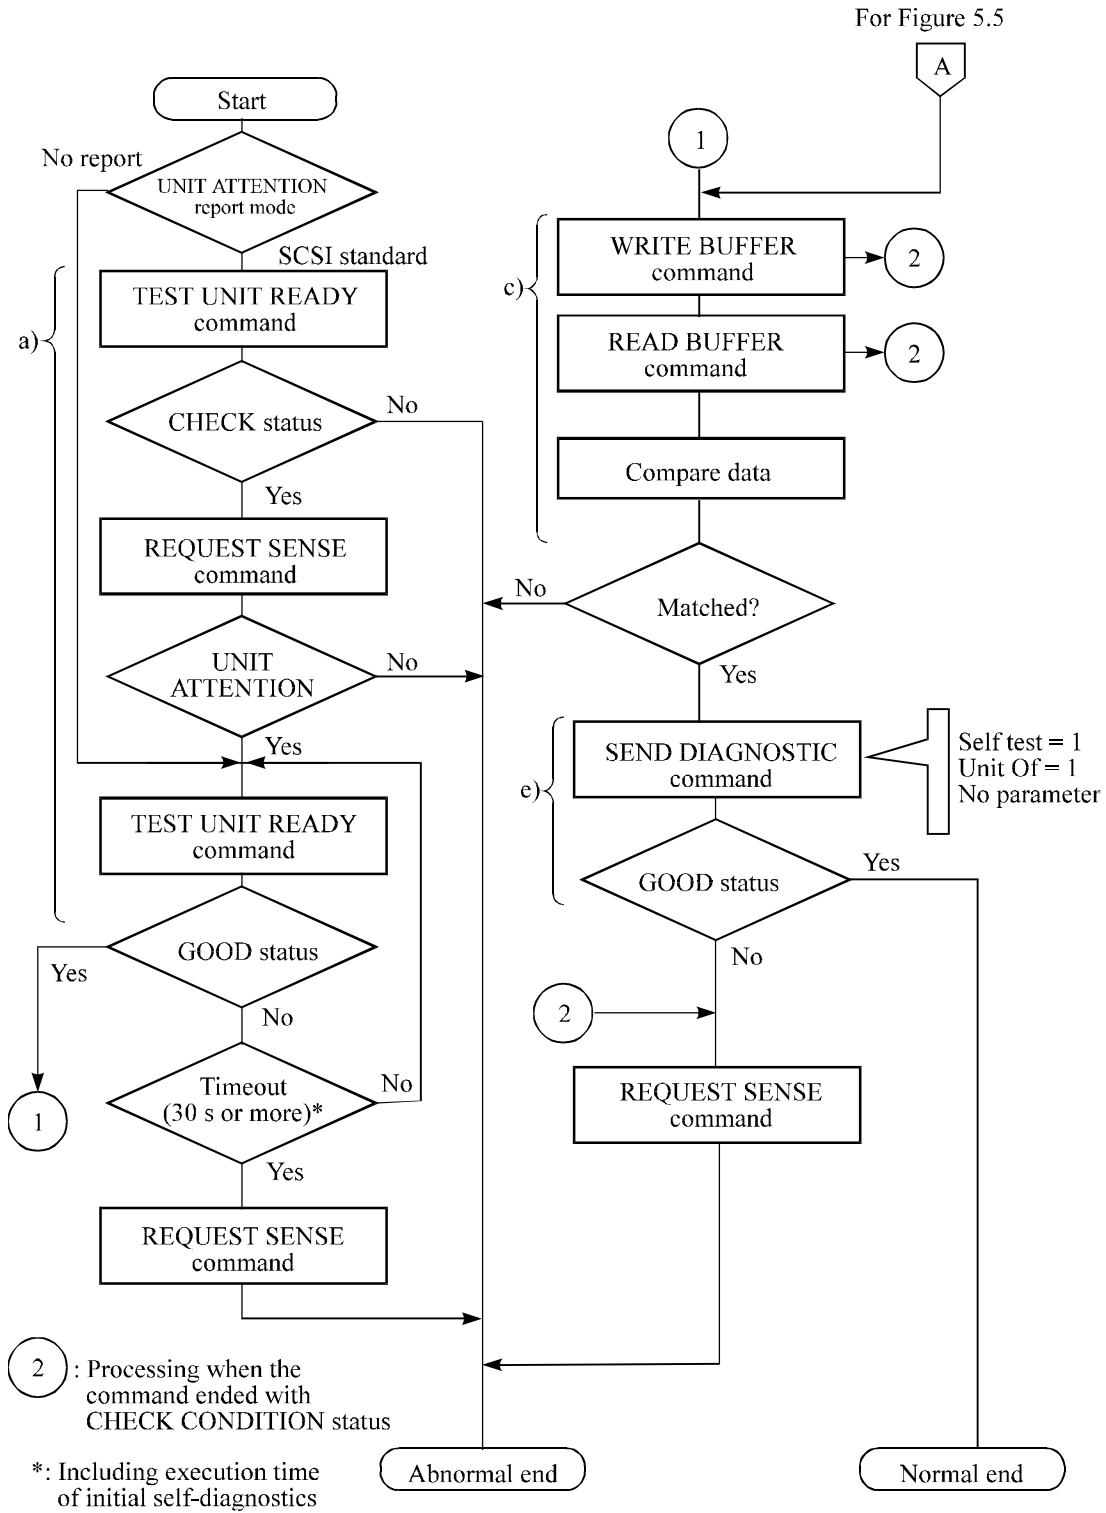 For Figure 5.5
A
Start
No report
UNIT ATTENTION
report mode
SCSI standard
a)
TEST UNIT READY
command
CHECK status
No
Yes
REQUEST SENSE
command
UNIT
ATTENTION
No
Yes
TEST UNIT READY
command
GOOD status
Yes
No
1
Timeout
(30 s or more)*
No
Yes
REQUEST SENSE
command
1
c)
WRITE BUFFER
command
2
READ BUFFER
command
2
Compare data
Matched?
No
Yes
e)
SEND DIAGNOSTIC
command
Self test = 1
Unit Of = 1
No parameter
GOOD status
Yes
No
2
REQUEST SENSE
command
2 : Processing when the
command ended with
CHECK CONDITION status
*: Including execution time
of initial self-diagnostics
Abnormal end
Normal end